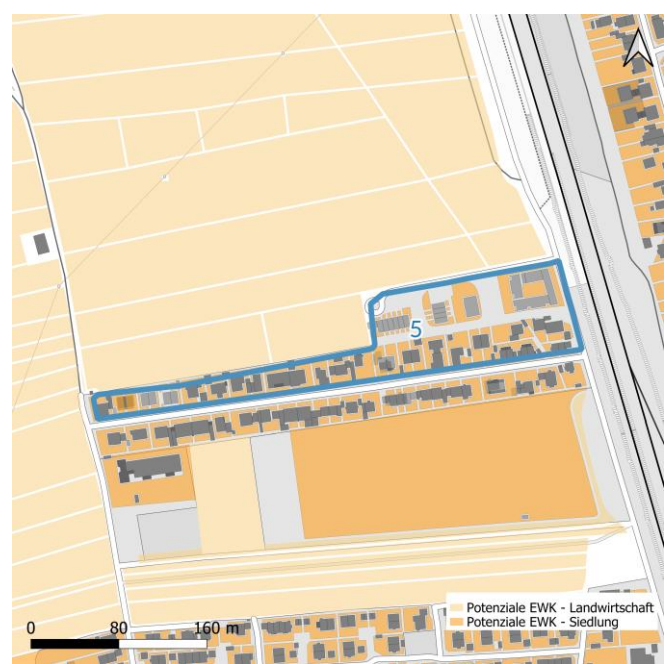 5
Potenziale EWK - Landwirtschaft
Potenziale EWK - Siedlung
0 80 160 m